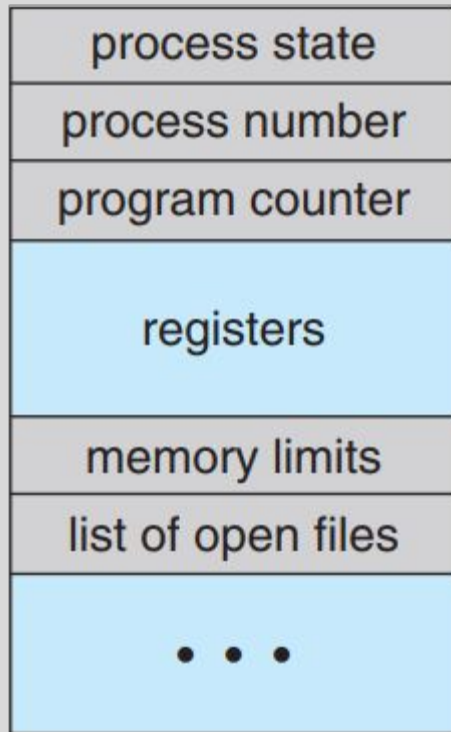 process state
process number
program counter
registers
memory limits
list of open files
• • •